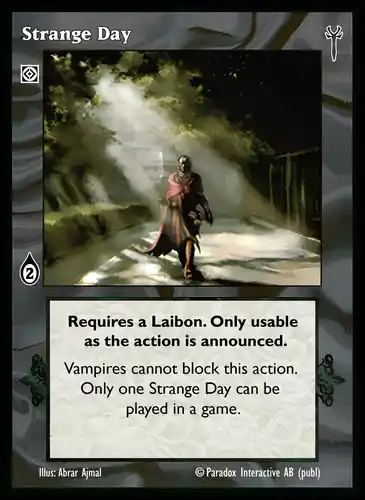 Strange Day
2
Requires a Laibon. Only usable
as the action is announced.
Vampires cannot block this action.
Only one Strange Day can be
played in a game.
Illus: Abrar Ajmal
© Paradox Interactive AB (publ)